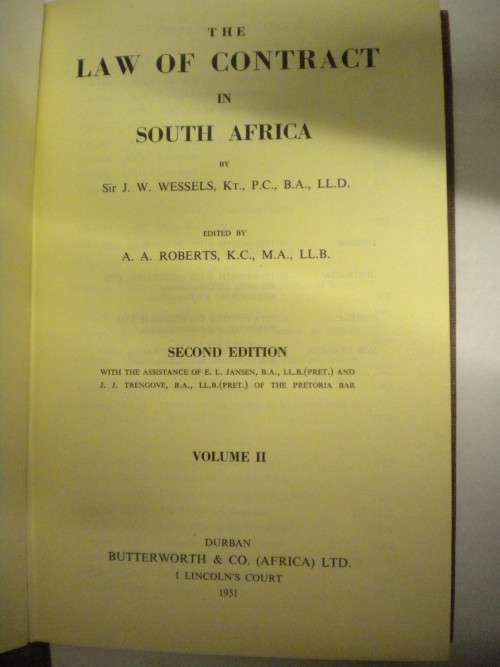 THE
LAW OF CONTRACT
IN
SOUTH AFRICA
BY
Sir J. W. WESSELS, KT., P.C., B.A., LL.D.
EDITED BY
A. A. ROBERTS, K.C., M.A., LL.B.
SECOND EDITION
WITH THE ASSISTANCE OF E. L. JANSEN, B.A., LL.B.(PRET.) AND
J. J. TRENGOVE, B.A., LL.B.(PRET.) OF THE PRETORIA BAR
VOLUME II
DURBAN
BUTTERWORTH & CO. (AFRICA) LTD.
1 LINCOLN'S COURT
1951